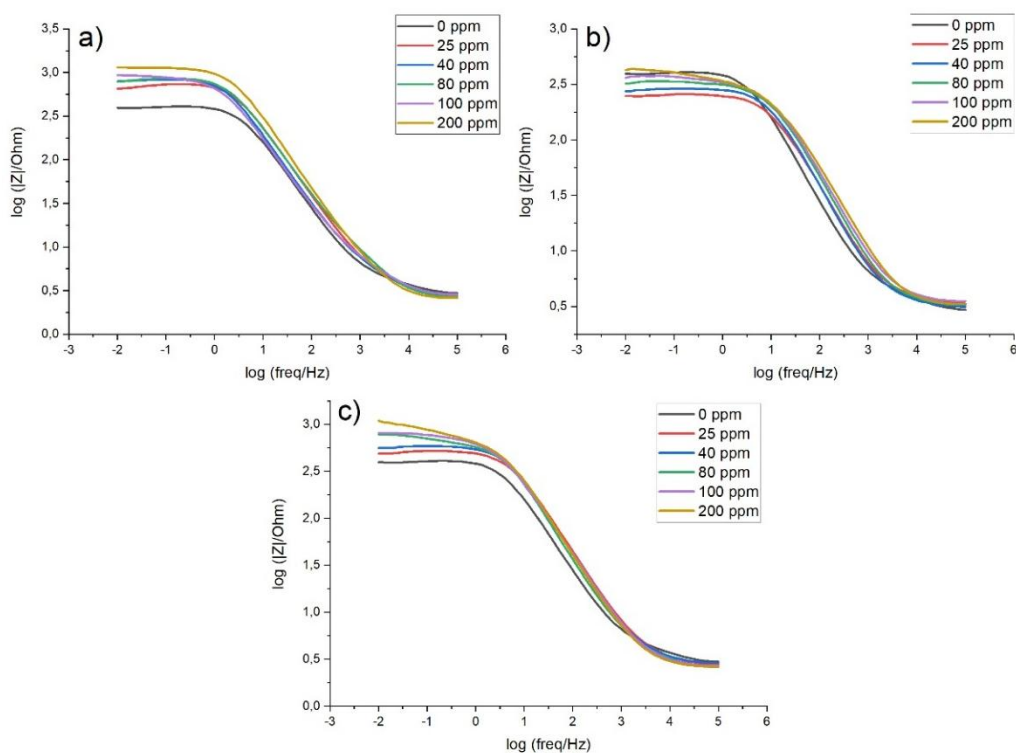 a)
0 ppm
25 ppm
40 ppm
80 ppm
100 ppm
200 ppm
3,5
3,0
2,5
2,0
1,5
1,0
0,5
0,0
log (|Z|/Ohm)
-3 -2 -1 0 1 2 3 4 5 6
log (freq/Hz)
b)
0 ppm
25 ppm
40 ppm
80 ppm
100 ppm
200 ppm
3,0
2,5
2,0
1,5
1,0
0,5
log (|Z|/Ohm)
-3 -2 -1 0 1 2 3 4 5 6
log (freq/Hz)
c)
0 ppm
25 ppm
40 ppm
80 ppm
100 ppm
200 ppm
3,0
2,5
2,0
1,5
1,0
0,5
0,0
log (|Z|/Ohm)
-3 -2 -1 0 1 2 3 4 5 6
log (freq/Hz)